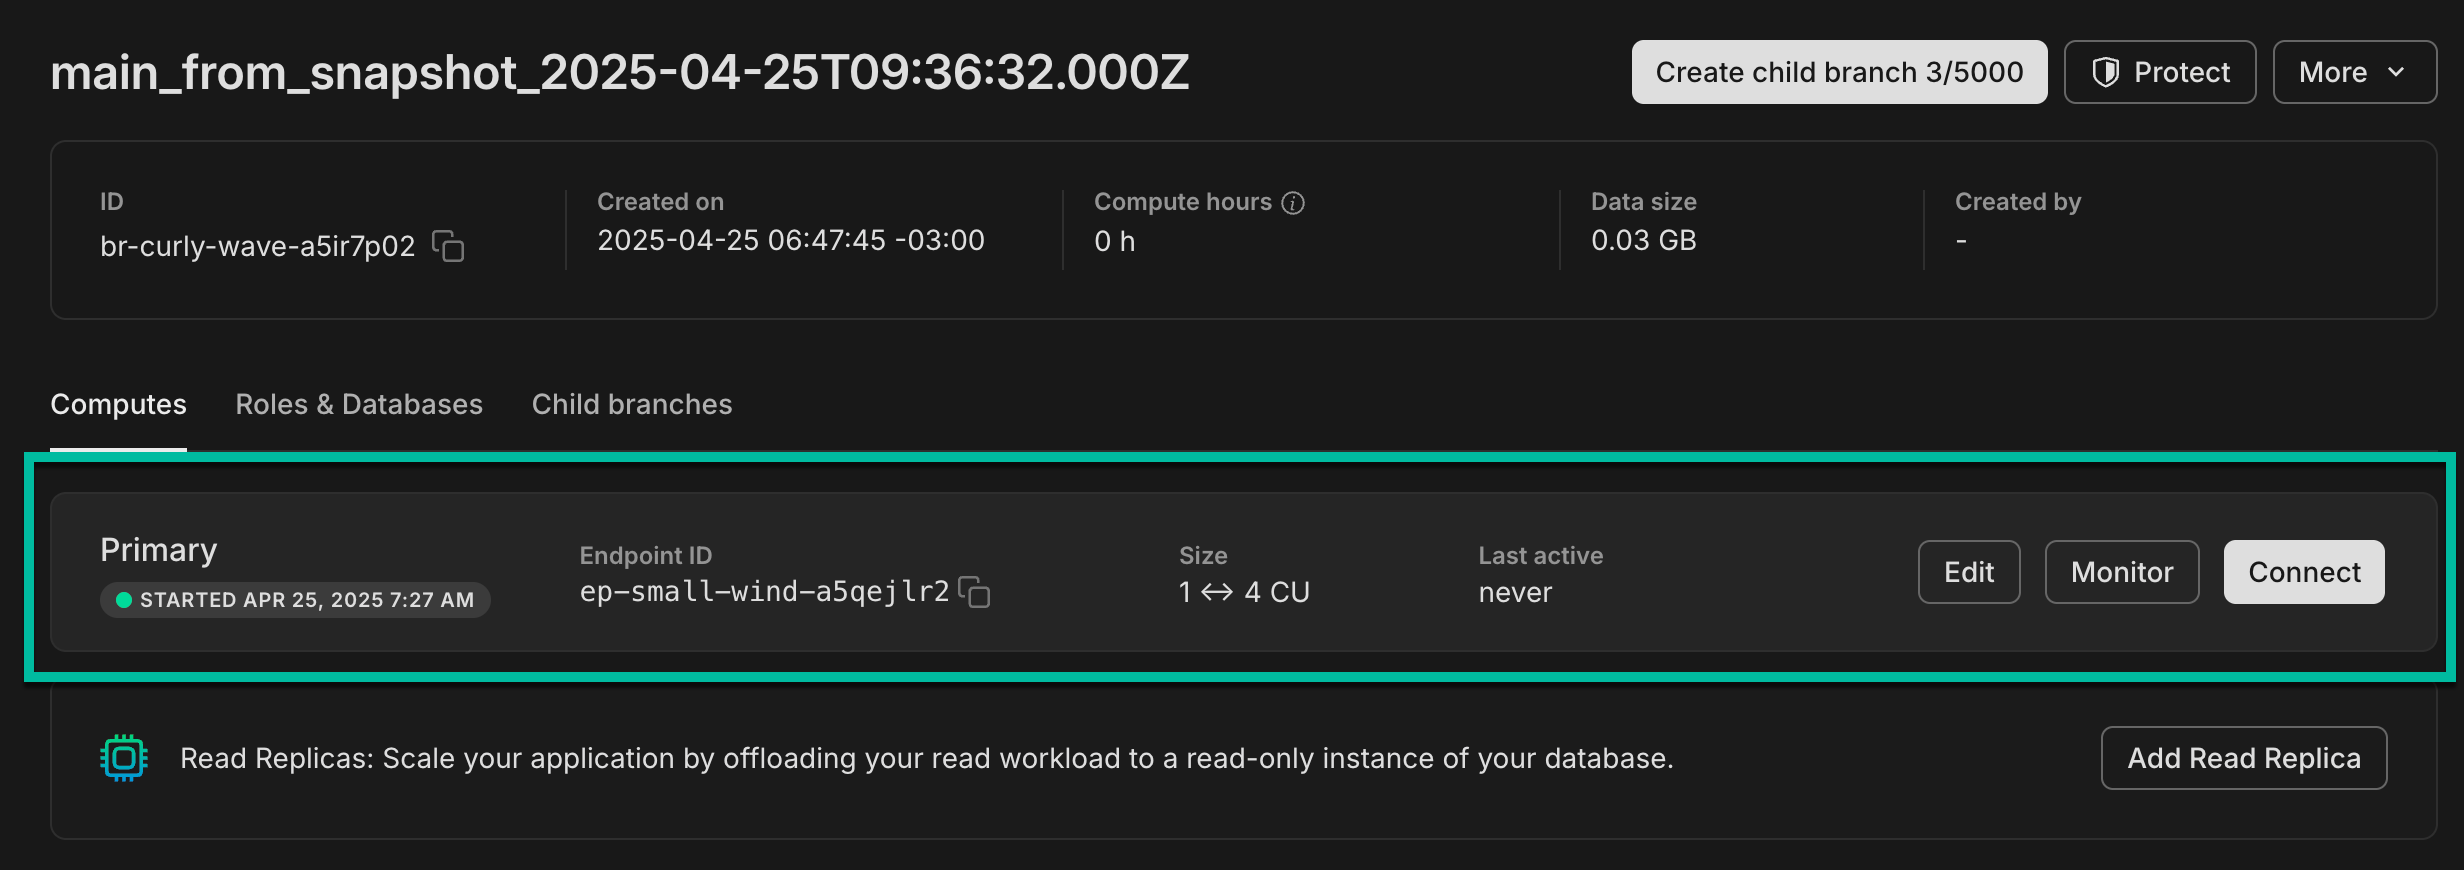 main_from_snapshot_2025-04-25T09:36:32.000Z
Create child branch 3/5000
Protect
More
ID
br-curly-wave-a5ir7p02
Created on
2025-04-25 06:47:45 -03:00
Compute hours
0 h
Data size
0.03 GB
Created by
-
Computes
Roles & Databases
Child branches
Primary
STARTED APR 25, 2025 7:27 AM
Endpoint ID
ep-small-wind-a5qejlr2
Size
1 ↔ 4 CU
Last active
never
Edit
Monitor
Connect
Read Replicas: Scale your application by offloading your read workload to a read-only instance of your database.
Add Read Replica